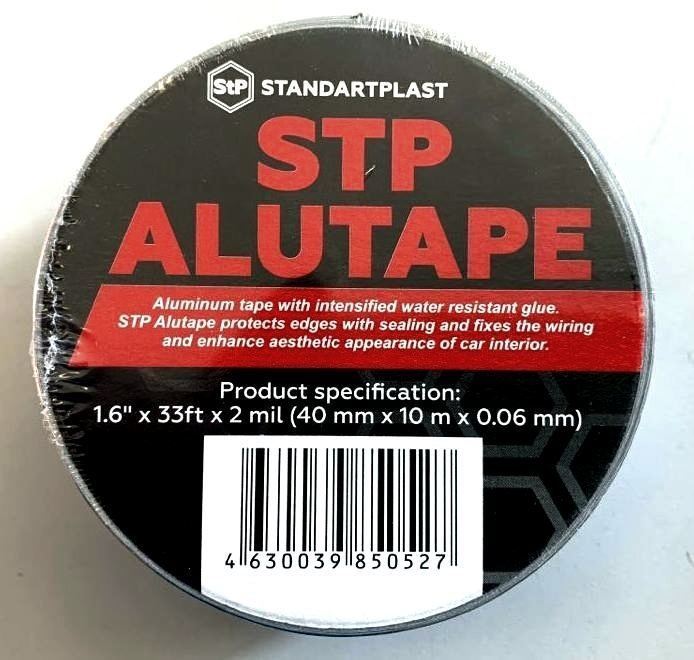 StP STANDARTPLAST
STP
ALUTAPE
Aluminum tape with intensified water resistant glue.
STP Alutape protects edges with sealing and fixes the wiring
and enhance aesthetic appearance of car interior.
Product specification:
1.6" x 33ft x 2 mil (40 mm x 10 m x 0.06 mm)
4 630039 850527